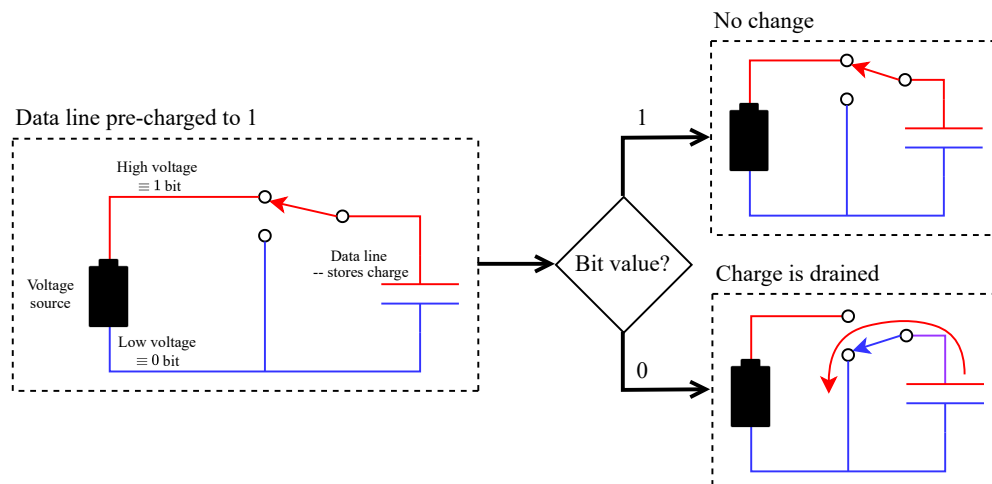 Data line pre-charged to 1
High voltage
≡ 1 bit
Voltage
source
Data line
-- stores charge
Low voltage
≡ 0 bit
Bit value?
1
0
No change
Charge is drained